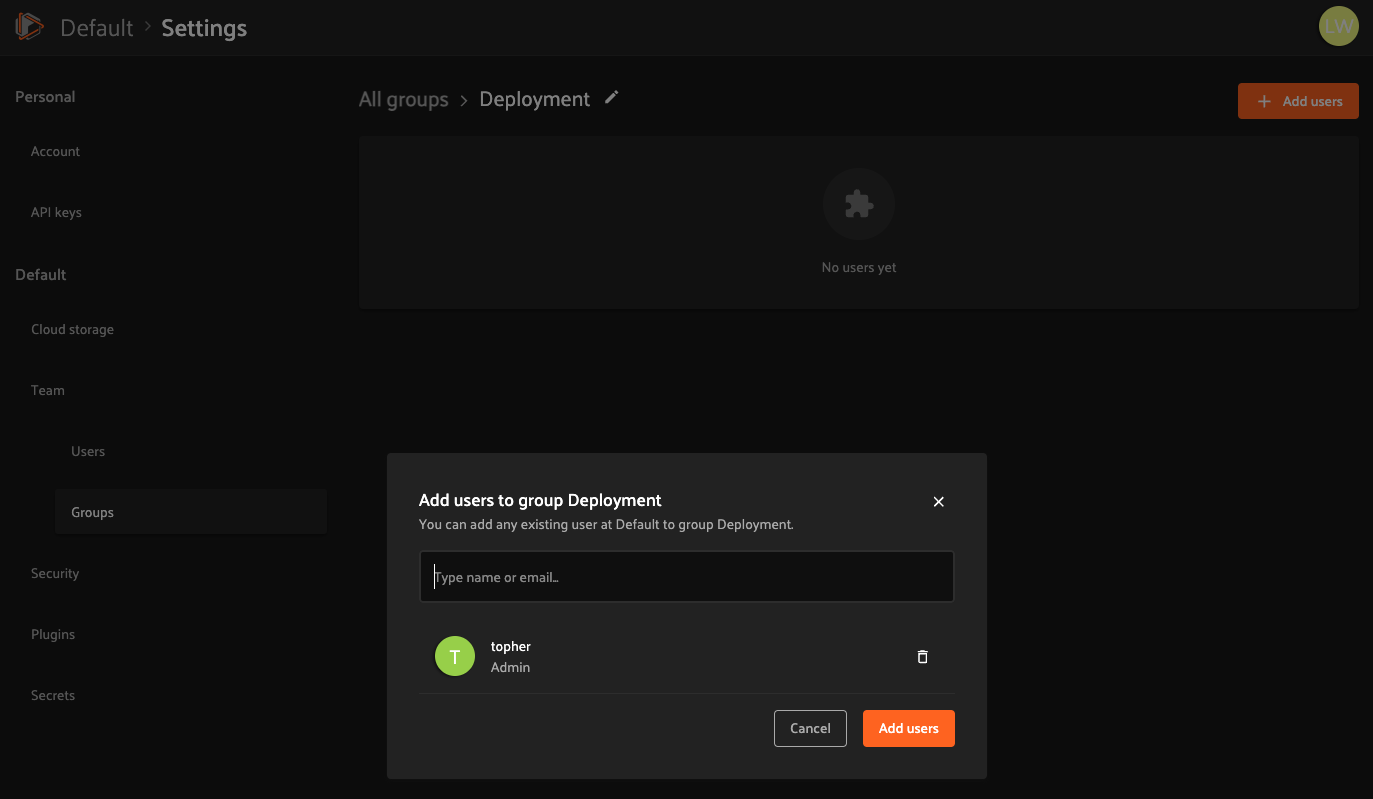 Default > Settings
LW
Personal
Account
API keys
Default
Cloud storage
Team
Users
Groups
Security
Plugins
Secrets
All groups > Deployment
+ Add users
No users yet
Add users to group Deployment
You can add any existing user at Default to group Deployment.
Type name or email...
T
topher
Admin
Cancel
Add users